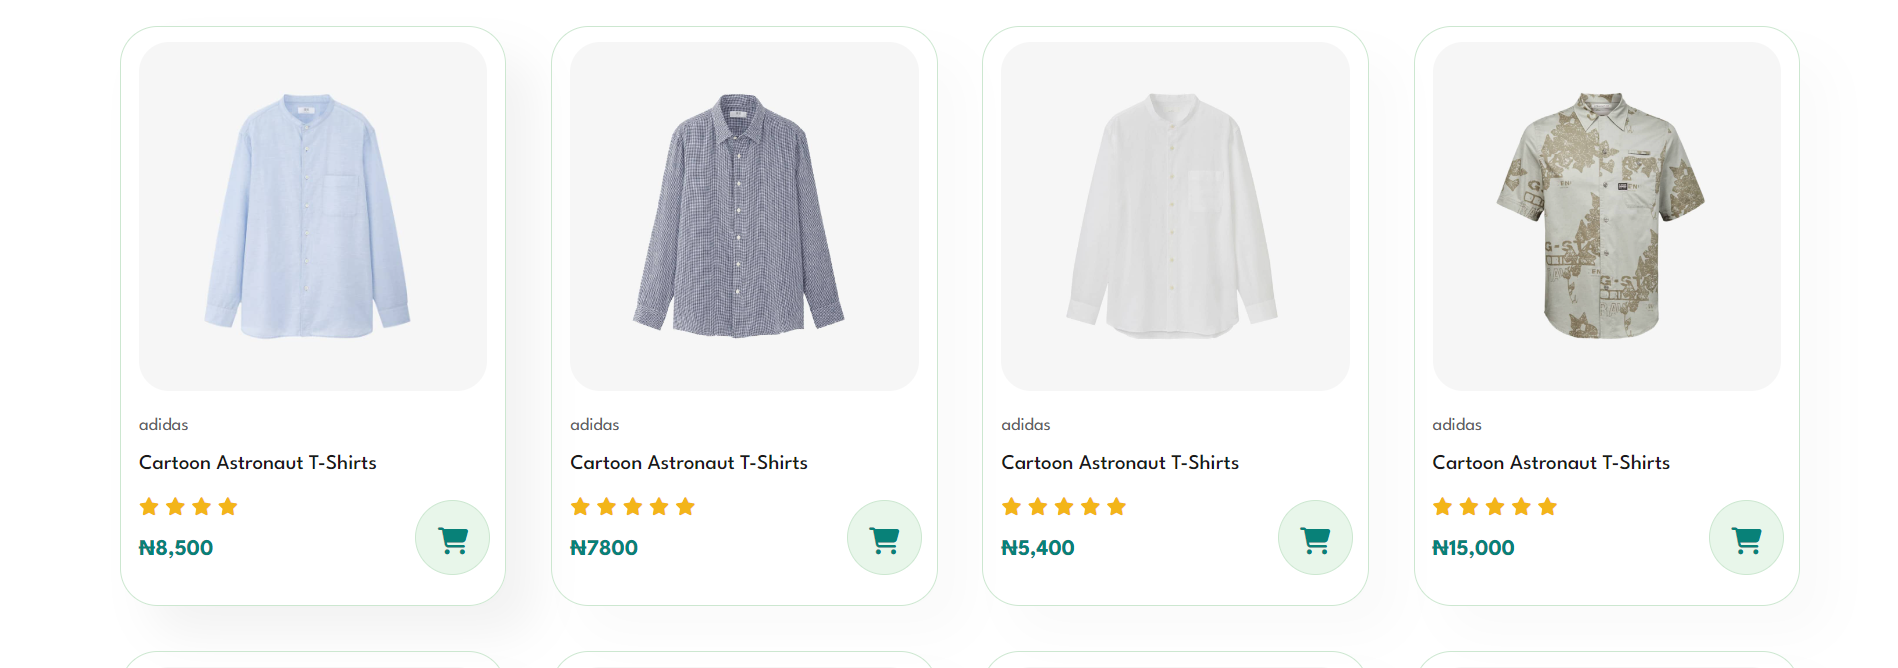 adidas
Cartoon Astronaut T-Shirts
₦8,500
adidas
Cartoon Astronaut T-Shirts
₦7800
adidas
Cartoon Astronaut T-Shirts
₦5,400
adidas
Cartoon Astronaut T-Shirts
₦15,000